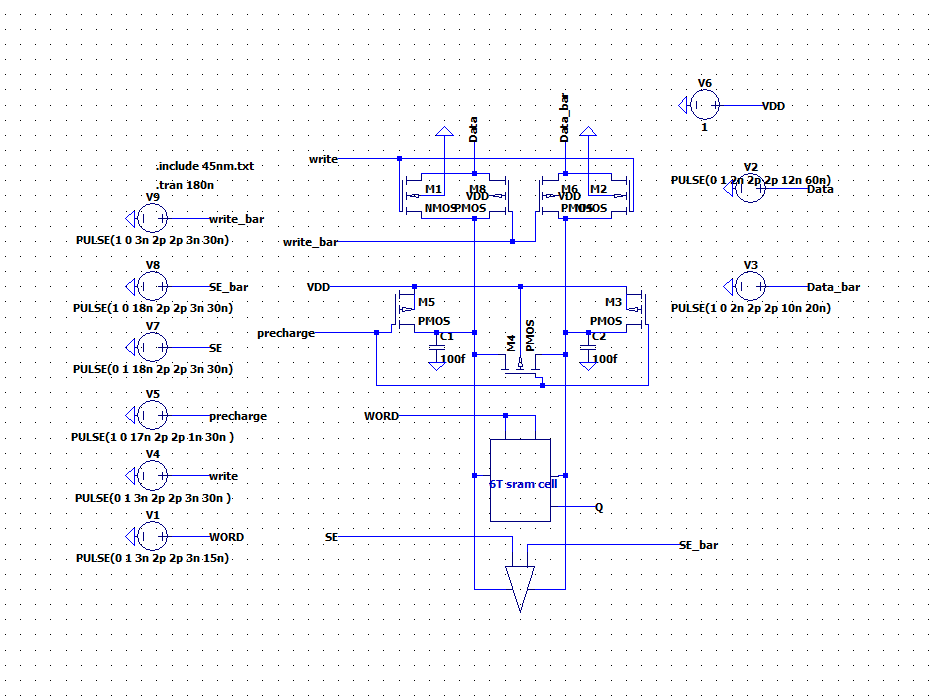 V6
VDD
1
Data
Data_bar
write
.include 45nm.txt
.tran 180n
V2
PULSE(0 1 2n 2p 2p 12n 60n)
Data
M1
M8
VDD
M6
VDD
M2
NMOS
PMOS
PMOS
NMOS
V9
write_bar
PULSE(1 0 3n 2p 2p 3n 30n)
write_bar
V8
SE_bar
PULSE(1 0 18n 2p 2p 3n 30n)
VDD
V3
Data_bar
PULSE(0 1 0 2n 2p 2p 10n 20n)
M5
PMOS
M3
PMOS
precharge
C1
100f
M4
PMOS
C2
100f
V7
SE
PULSE(0 1 18n 2p 2p 3n 30n)
V5
precharge
PULSE(1 0 17n 2p 2p 1n 30n )
WORD
V4
write
PULSE(0 1 3n 2p 2p 3n 30n )
6T sram cell
Q
V1
WORD
PULSE(0 1 3n 2p 2p 3n 15n)
SE
SE_bar